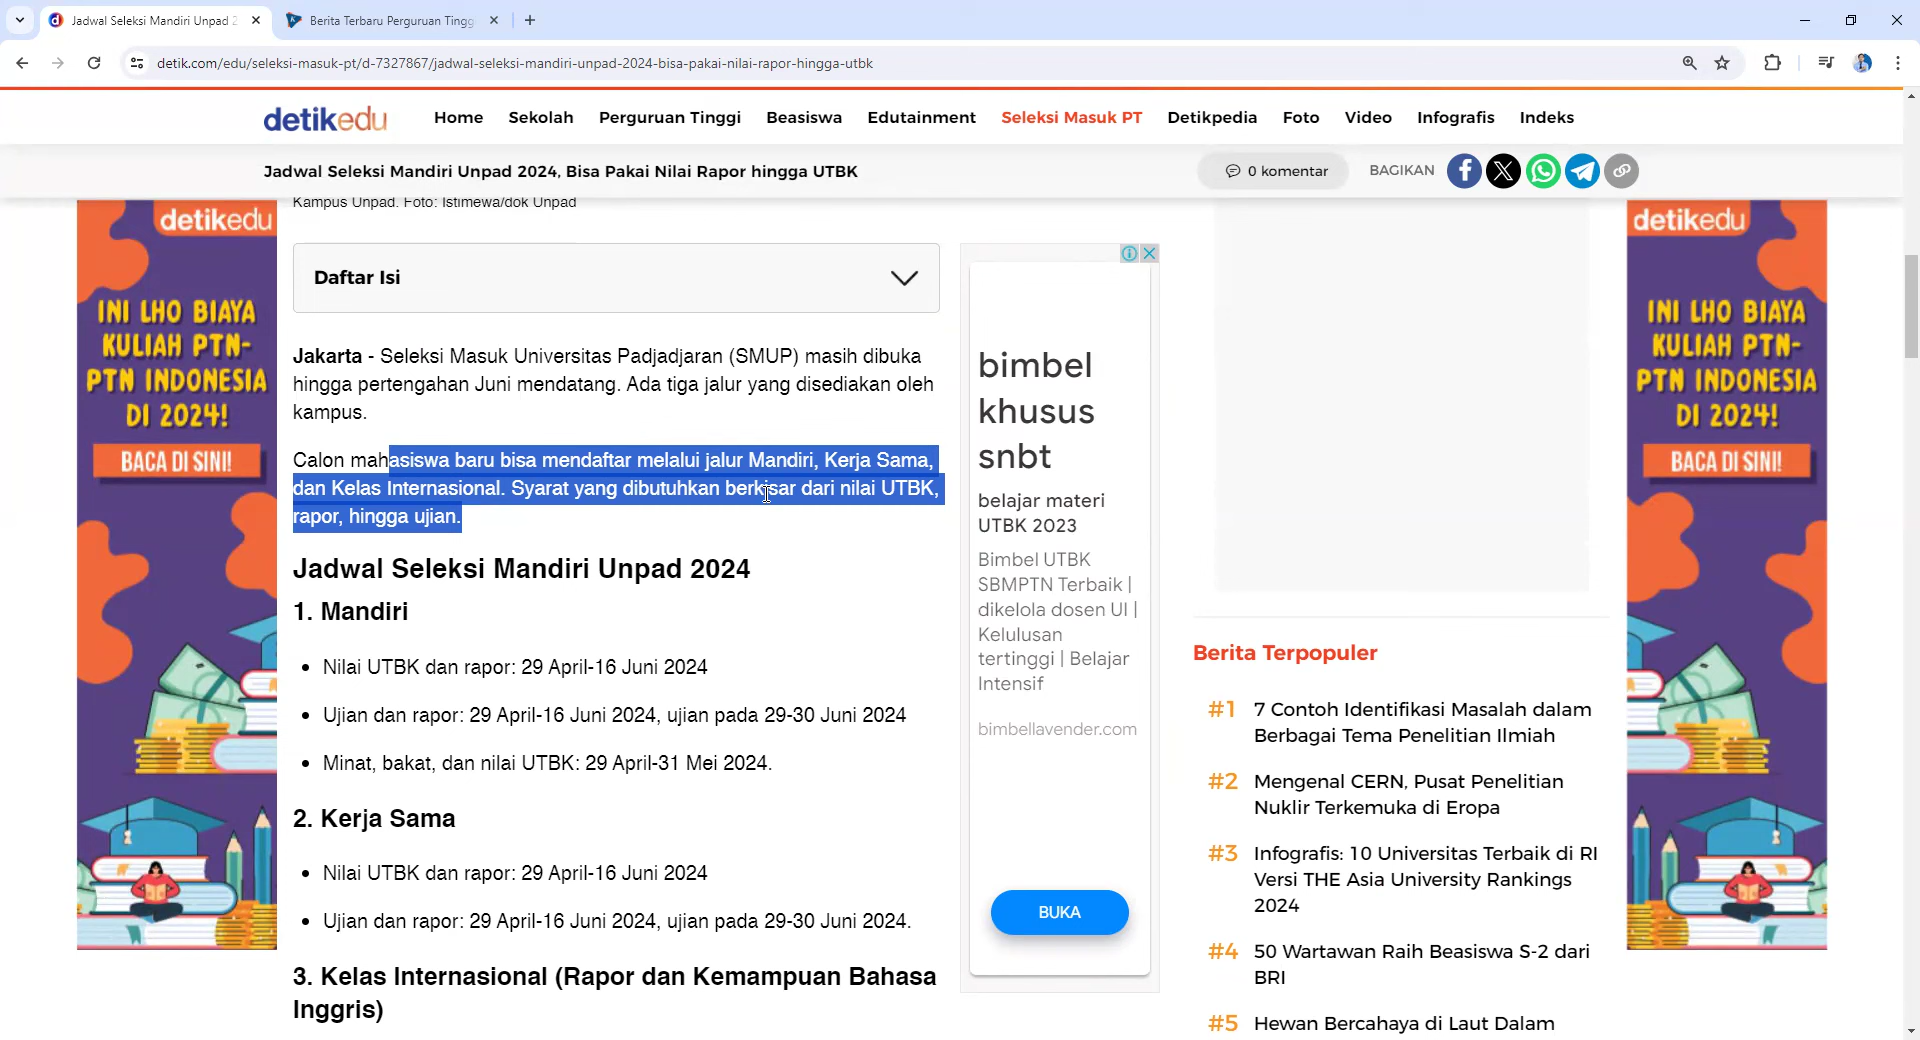 Jadwal Seleksi Mandiri Unpad 2
Berita Terbaru Perguruan Tingg
detik.com/edu/seleksi-masuk-pt/d-7327867/jadwal-seleksi-mandiri-unpad-2024-bisa-pakai-nilai-rapor-hingga-utbk
detikedu
Home
Sekolah
Perguruan Tinggi
Beasiswa
Edutainment
Seleksi Masuk PT
Detikpedia
Foto
Video
Infografis
Indeks
Jadwal Seleksi Mandiri Unpad 2024, Bisa Pakai Nilai Rapor hingga UTBK
0 komentar
BAGIKAN
detikedu
INI LHO BIAYA
KULIAH PTN-
PTN INDONESIA
DI 2024!
BACA DI SINI!
Kampus Unpad. Foto: Istimewa/dok Unpad
Daftar Isi
Jakarta - Seleksi Masuk Universitas Padjadjaran (SMUP) masih dibuka
hingga pertengahan Juni mendatang. Ada tiga jalur yang disediakan oleh
kampus.
Calon mahasiswa baru bisa mendaftar melalui jalur Mandiri, Kerja Sama,
dan Kelas Internasional. Syarat yang dibutuhkan berkisar dari nilai UTBK,
rapor, hingga ujian.
Jadwal Seleksi Mandiri Unpad 2024
1. Mandiri
• Nilai UTBK dan rapor: 29 April-16 Juni 2024
• Ujian dan rapor: 29 April-16 Juni 2024, ujian pada 29-30 Juni 2024
• Minat, bakat, dan nilai UTBK: 29 April-31 Mei 2024.
2. Kerja Sama
• Nilai UTBK dan rapor: 29 April-16 Juni 2024
• Ujian dan rapor: 29 April-16 Juni 2024, ujian pada 29-30 Juni 2024.
3. Kelas Internasional (Rapor dan Kemampuan Bahasa
Inggris)
bimbel
khusus
snbt
belajar materi
UTBK 2023
Bimbel UTBK
SBMPTN Terbaik |
dikelola dosen UI |
Kelulusan
tertinggi | Belajar
Intensif
bimbellavender.com
BUKA
Berita Terpopuler
#1 7 Contoh Identifikasi Masalah dalam
Berbagai Tema Penelitian Ilmiah
#2 Mengenal CERN, Pusat Penelitian
Nuklir Terkemuka di Eropa
#3 Infografis: 10 Universitas Terbaik di RI
Versi THE Asia University Rankings
2024
#4 50 Wartawan Raih Beasiswa S-2 dari
BRI
#5 Hewan Bercahaya di Laut Dalam
detikedu
INI LHO BIAYA
KULIAH PTN-
PTN INDONESIA
DI 2024!
BACA DI SINI!